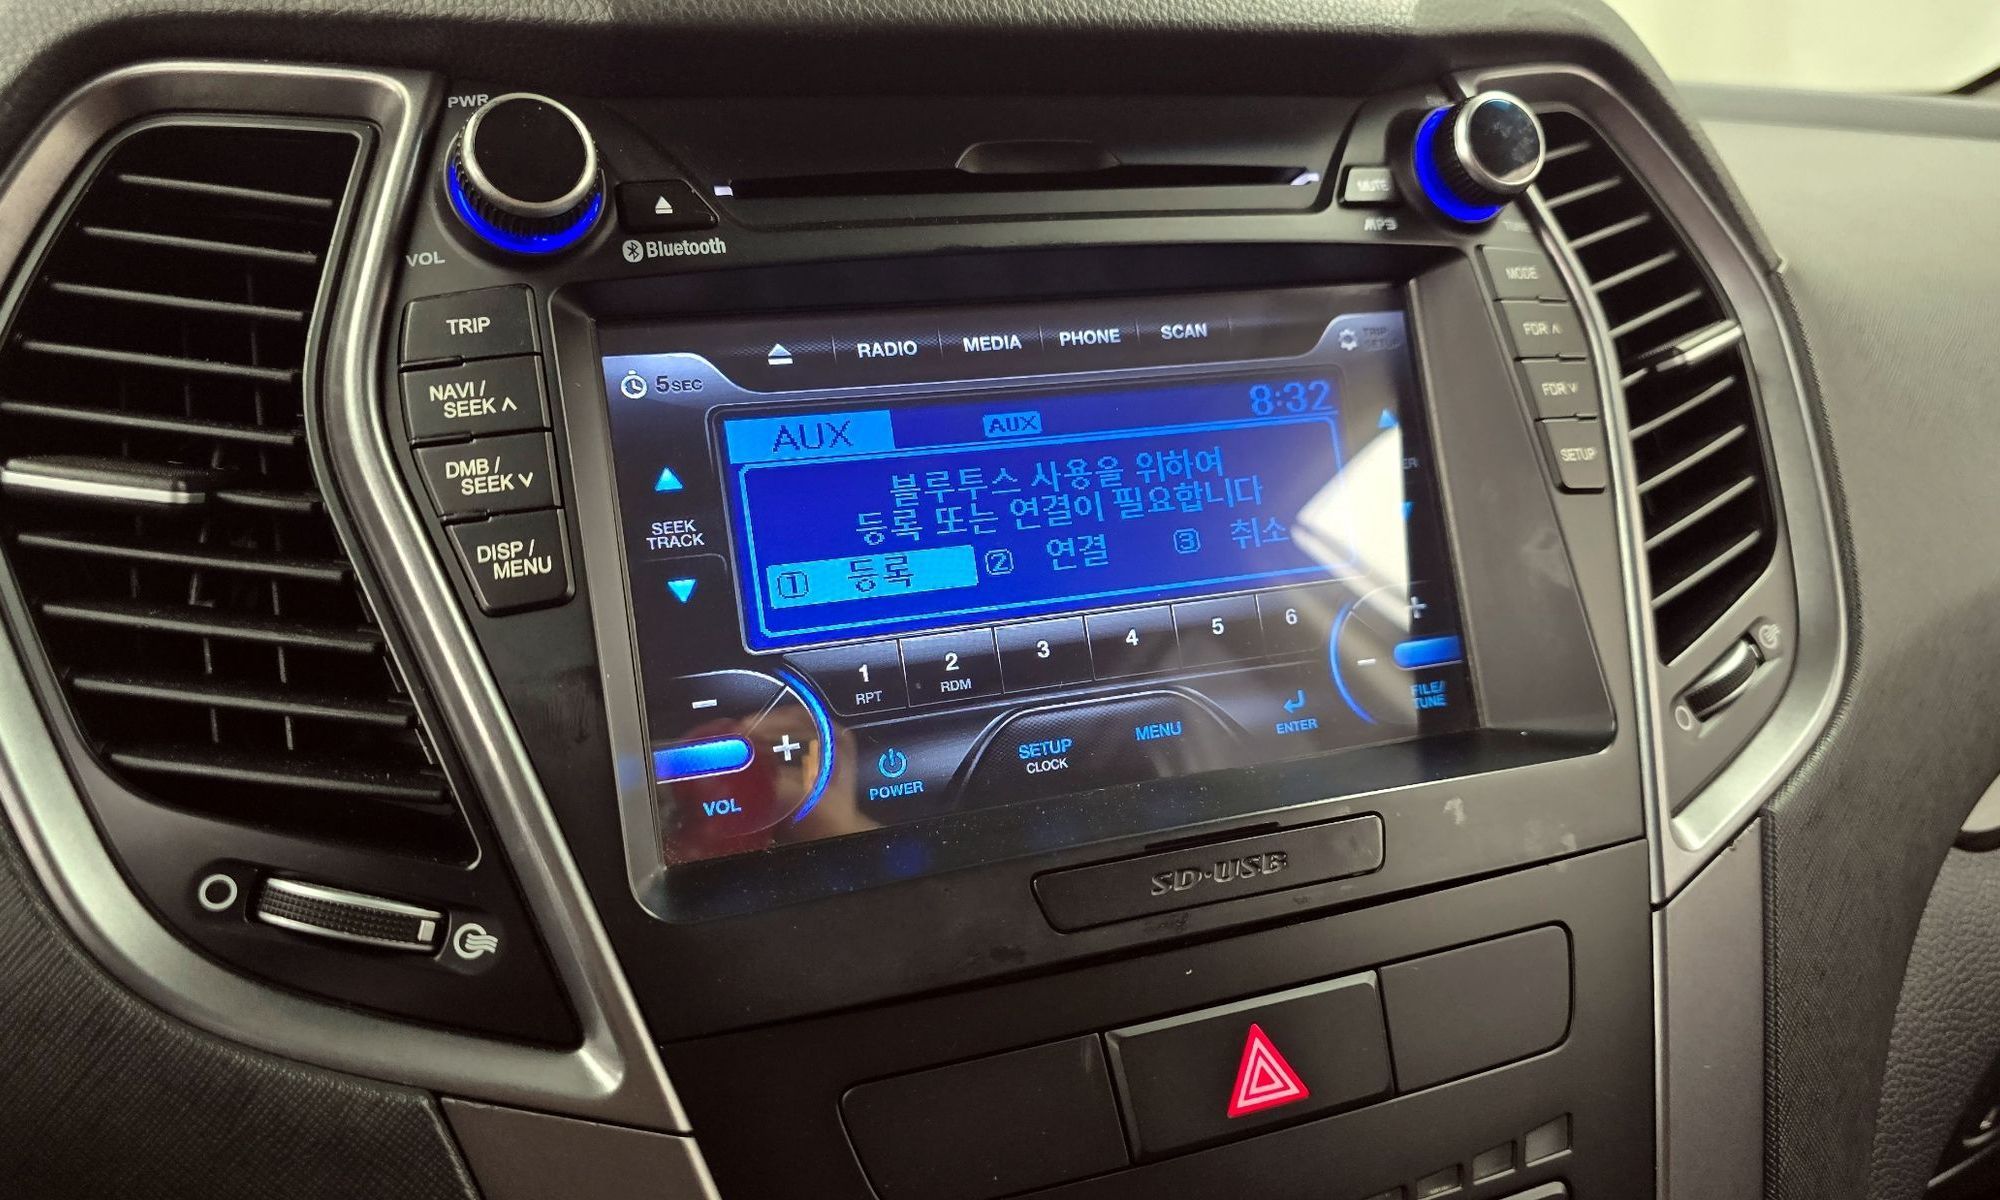 PWR
VOL
Bluetooth
MUTE
MP3
TRIP
NAVI /
SEEK ∧
DMB /
SEEK ∨
DISP /
MENU
MODE
SETUP
RADIO
MEDIA
PHONE
SCAN
TRIP
SETUP
5SEC
AUX
AUX
8:32
블루투스 사용을 위하여
등록 또는 연결이 필요합니다
① 등록 ② 연결 ③ 취소
SEEK
TRACK
1
RPT
2
RDM
3
4
5
6
VOL
POWER
SETUP
CLOCK
MENU
ENTER
FILE/
TUNE
SD·USB